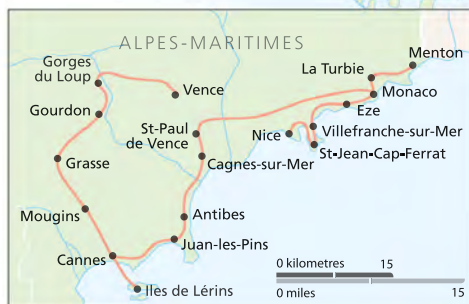 ALPES-MARITIMES
Menton
Gorges
du Loup
La Turbie
Vence
Monaco
Gourdon
Eze
St-Paul
de Vence
Nice
Villefranche-sur-Mer
St-Jean-Cap-Ferrat
Grasse
Cagnes-sur-Mer
Mougins
Antibes
Juan-les-Pins
Cannes
0 kilometres 15
Iles de Lérins
0 miles 15